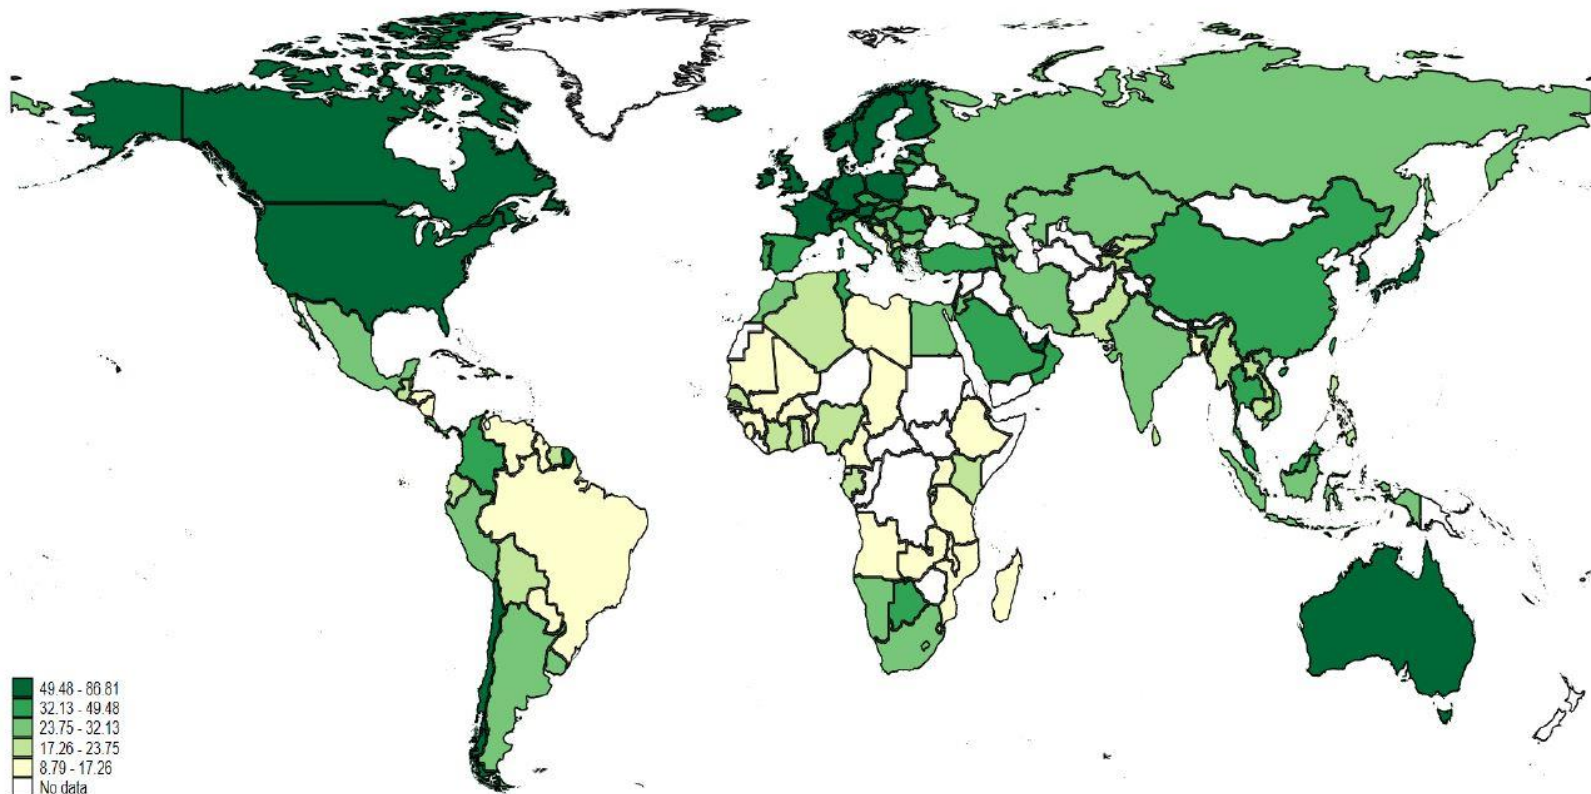 49.48 - 86.81
32.13 - 49.48
23.75 - 32.13
17.26 - 23.75
8.79 - 17.26
No data